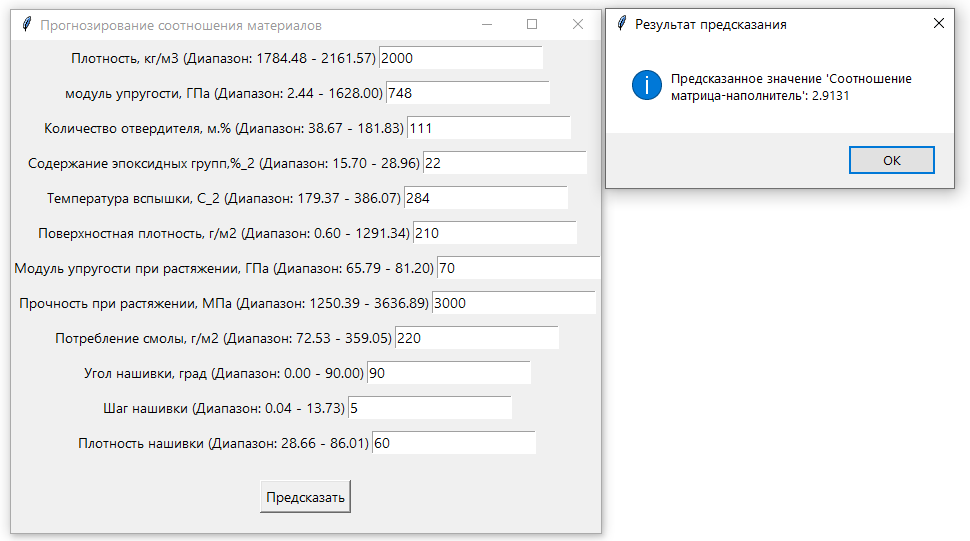 Прогнозирование соотношения материалов
Плотность, кг/м3 (Диапазон: 1784.48 - 2161.57) 2000
модуль упругости, ГПа (Диапазон: 2.44 - 1628.00) 748
Количество отвердителя, м.% (Диапазон: 38.67 - 181.83) 111
Содержание эпоксидных групп,%_2 (Диапазон: 15.70 - 28.96) 22
Температура вспышки, С_2 (Диапазон: 179.37 - 386.07) 284
Поверхностная плотность, г/м2 (Диапазон: 0.60 - 1291.34) 210
Модуль упругости при растяжении, ГПа (Диапазон: 65.79 - 81.20) 70
Прочность при растяжении, МПа (Диапазон: 1250.39 - 3636.89) 3000
Потребление смолы, г/м2 (Диапазон: 72.53 - 359.05) 220
Угол нашивки, град (Диапазон: 0.00 - 90.00) 90
Шаг нашивки (Диапазон: 0.04 - 13.73) 5
Плотность нашивки (Диапазон: 28.66 - 86.01) 60
Предсказать
Результат предсказания
Предсказанное значение 'Соотношение
матрица-наполнитель': 2.9131
ОК